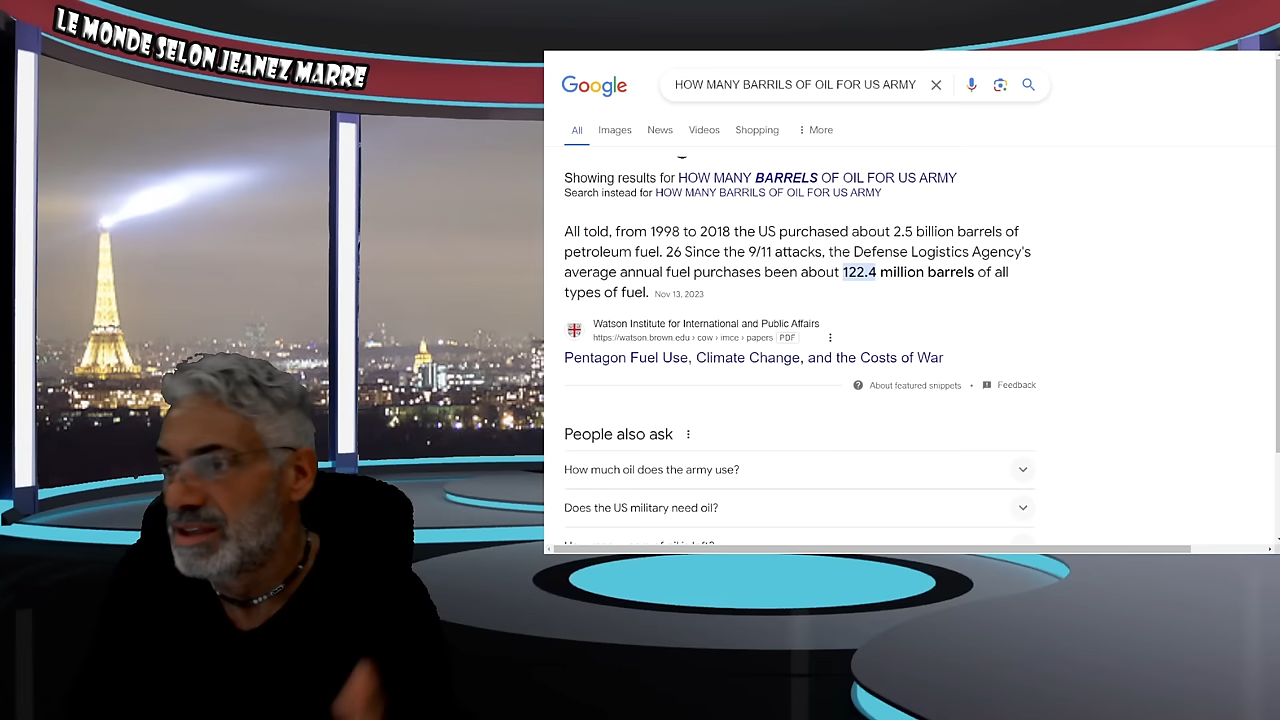 LE MONDE SELON JEANEZ MARRE
Google
HOW MANY BARRILS OF OIL FOR US ARMY
All Images News Videos Shopping More
Showing results for HOW MANY BARRELS OF OIL FOR US ARMY
Search instead for HOW MANY BARRILS OF OIL FOR US ARMY
All told, from 1998 to 2018 the US purchased about 2.5 billion barrels of
petroleum fuel. 26 Since the 9/11 attacks, the Defense Logistics Agency's
average annual fuel purchases been about 122.4 million barrels of all
types of fuel. Nov 13, 2023
Watson Institute for International and Public Affairs
https://watson.brown.edu › cow › imce › papers PDF
Pentagon Fuel Use, Climate Change, and the Costs of War
About featured snippets • Feedback
People also ask
How much oil does the army use?
Does the US military need oil?